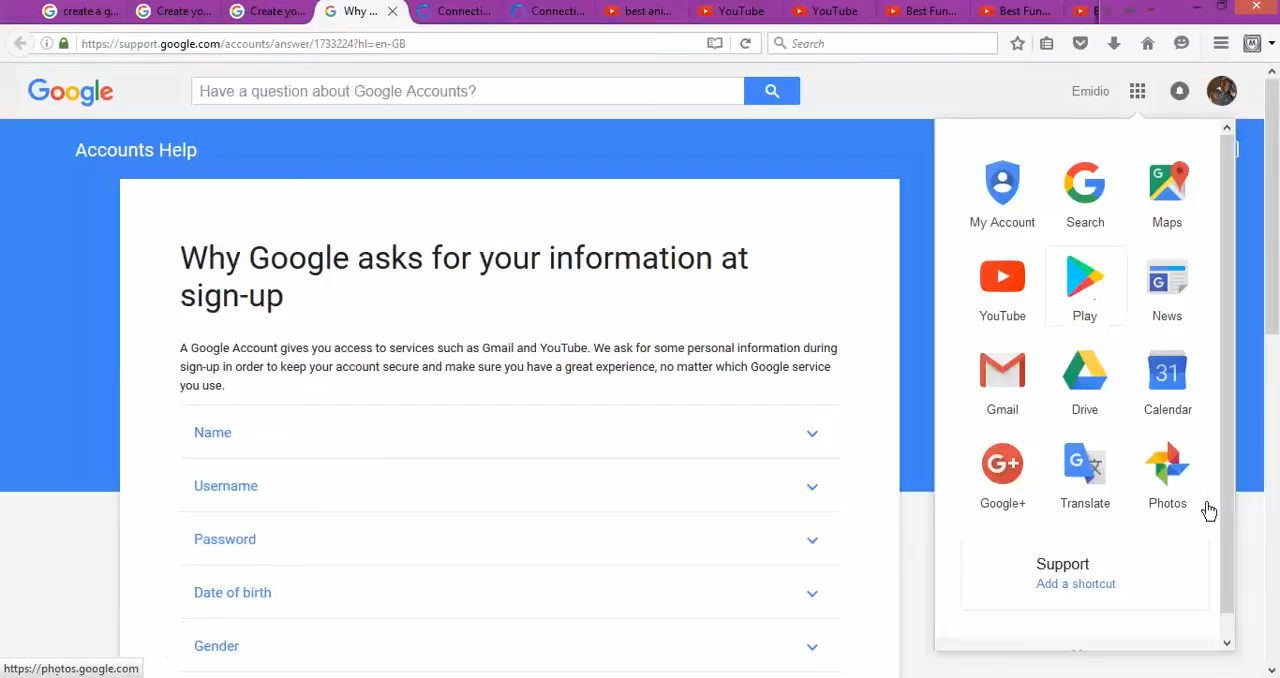 create a g...
Create yo...
Create yo...
Why ...
Connecti...
Connecti...
best ani...
YouTube
YouTube
Best Fun...
Best Fun...
https://support.google.com/accounts/answer/1733224?hl=en-GB
Search
Google
Have a question about Google Accounts?
Emidio
Accounts Help
Why Google asks for your information at
sign-up
A Google Account gives you access to services such as Gmail and YouTube. We ask for some personal information during
sign-up in order to keep your account secure and make sure you have a great experience, no matter which Google service
you use.
Name
Username
Password
Date of birth
Gender
My Account
Search
Maps
YouTube
Play
News
Gmail
Drive
31
Calendar
G+
Google+
Translate
Photos
Support
Add a shortcut
https://photos.google.com